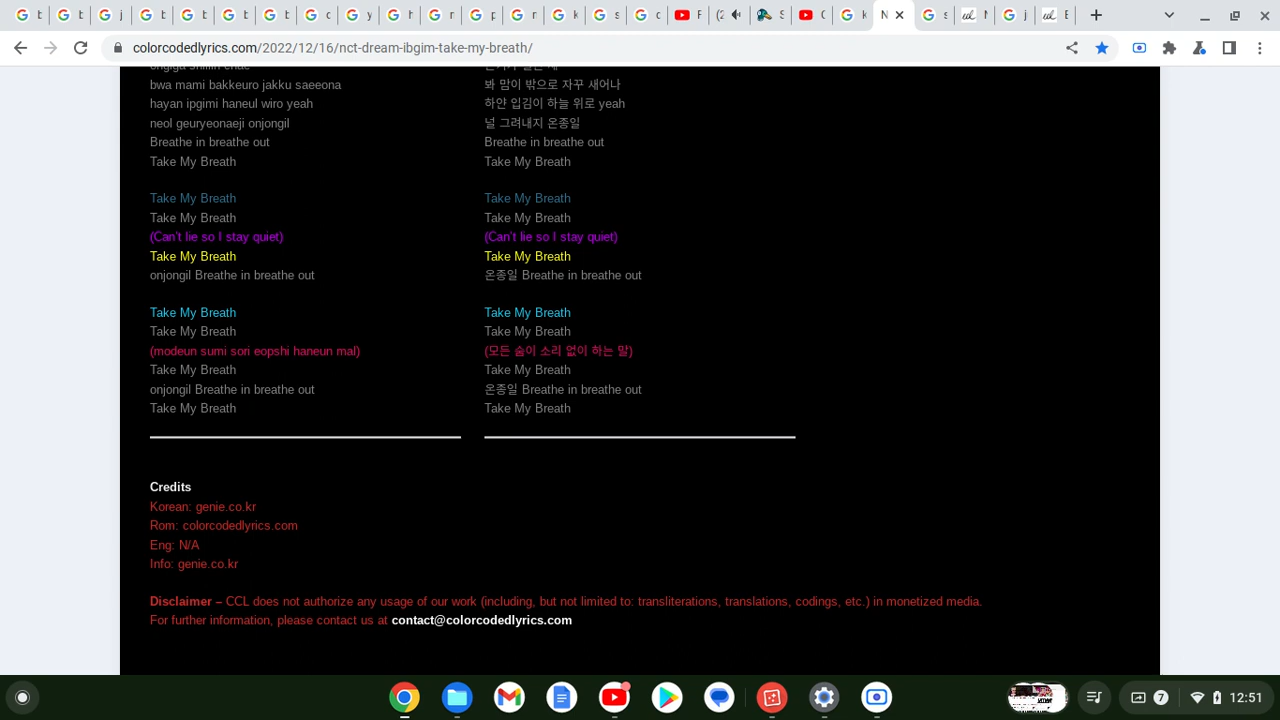 colorcodedlyrics.com/2022/12/16/nct-dream-ibgim-take-my-breath/
bwa mami bakkeuro jakku saeeona
hayan ipgimi haneul wiro yeah
neol geuryeonaeji onjongil
Breathe in breathe out
Take My Breath
Take My Breath
Take My Breath
(Can't lie so I stay quiet)
Take My Breath
onjongil Breathe in breathe out
Take My Breath
Take My Breath
(modeun sumi sori eopshi haneun mal)
Take My Breath
onjongil Breathe in breathe out
Take My Breath
봐 맘이 밖으로 자꾸 새어나
하얀 입김이 하늘 위로 yeah
널 그려내지 온종일
Breathe in breathe out
Take My Breath
Take My Breath
Take My Breath
(Can't lie so I stay quiet)
Take My Breath
온종일 Breathe in breathe out
Take My Breath
Take My Breath
(모든 숨이 소리 없이 하는 말)
Take My Breath
온종일 Breathe in breathe out
Take My Breath
Credits
Korean: genie.co.kr
Rom: colorcodedlyrics.com
Eng: N/A
Info: genie.co.kr
Disclaimer – CCL does not authorize any usage of our work (including, but not limited to: transliterations, translations, codings, etc.) in monetized media.
For further information, please contact us at contact@colorcodedlyrics.com
7
12:51